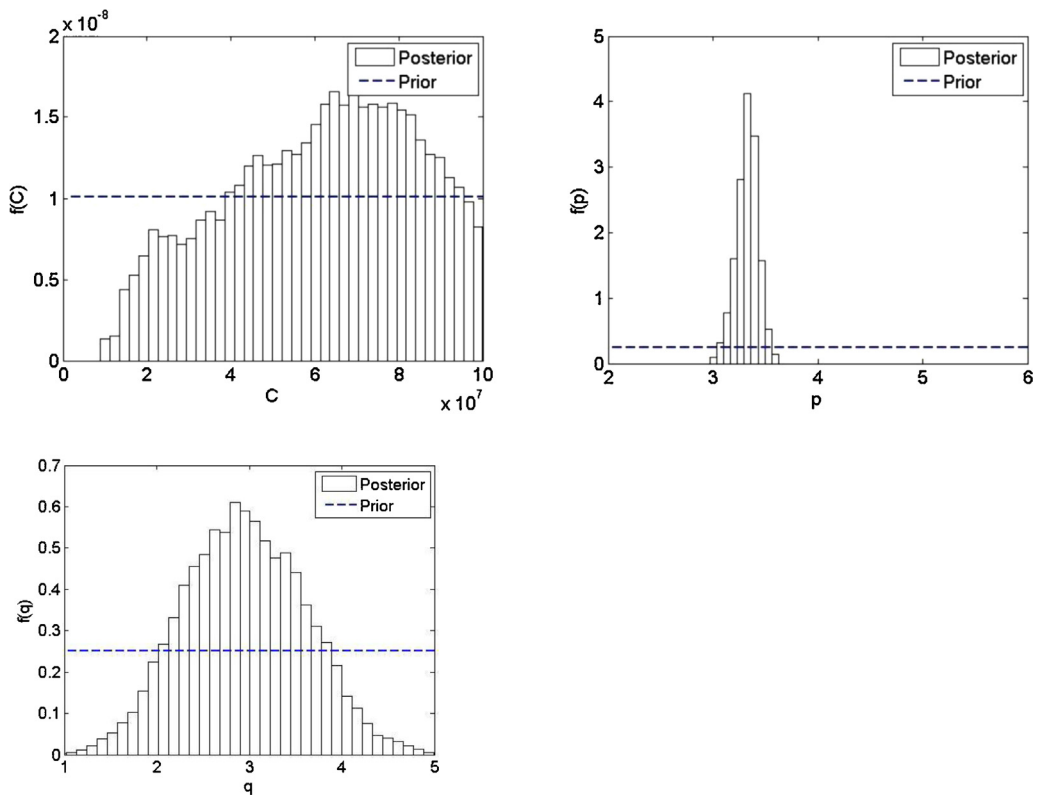 x 10^-8
2
1.5
1
0.5
0
f(C)
Posterior
Prior
0 2 4 6 8 10
C
x 10^7
5
4
3
2
1
0
f(p)
Posterior
Prior
2 3 4 5 6
p
0.7
0.6
0.5
0.4
0.3
0.2
0.1
0
f(q)
Posterior
Prior
1 2 3 4 5
q